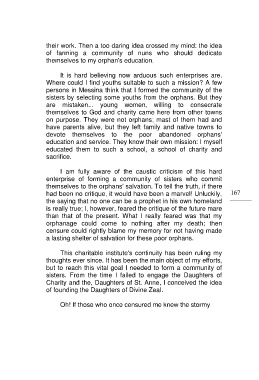 their work. Then a too daring idea crossed my mind: the idea
of fanning a community of nuns who should dedicate
themselves to my orphan's education.
It is hard believing now arduous such enterprises are,
Where could I find youths suitable to such a mission? A few
persons in Messina think that I formed the community of the
sisters by selecting some youths from the orphans. But they
are mistaken... young women, willing to consecrate
themselves to God and charity came here from other towns
on purpose. They were not orphans; mast of them had and
have parents alive, but they left family and native towns fo
devote themselves to the poor abandoned orphans'
education and service. They know their own mission: I myself
educated them to such a school, a school of charity and
sacrifice.
I am fully aware of the caustic criticism of this hard
enterprise of forming a community of sisters who commit
themselves to the orphans' salvation. To tell the truth, if there
had been no critique, it would have been a marvel! Unluckily,
the saying that no one can be a prophet in his own homeland
is really true; I, however, feared the critique of the future mare
than that of the present. What I really feared was that my
orphanage could come to nothing after my death; then
censure could rightly blame my memory for not having made
a lasting shelter of salvation for these poor orphans.
This charitable institute's continuity has been ruling my
thoughts ever since. It has been the main object of my efforts,
but to reach this vital goal I needed to form a community of
sisters. From the time I failed to engage the Daughters of
Charity and the, Daughters of St. Anne, I conceived the idea
of founding the Daughters of Divine Zeal.
Oh! If those who once censured me knew the stormy
167